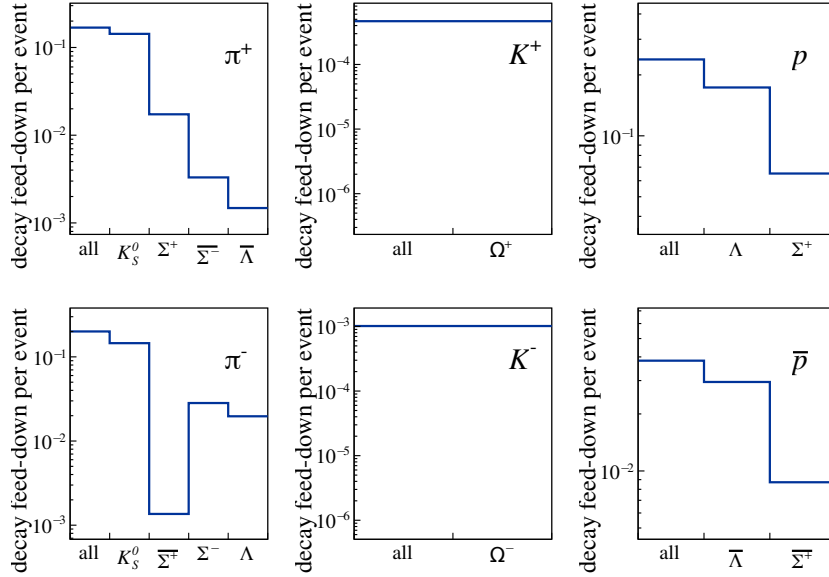 decay feed-down per event
10⁻¹
10⁻²
10⁻³
π⁺
all K_S^0 Σ⁺ Σ̅⁻ Λ̅
decay feed-down per event
10⁻⁴
10⁻⁵
10⁻⁶
K⁺
all Ω⁺
decay feed-down per event
10⁻¹
p
all Λ Σ⁺
decay feed-down per event
10⁻¹
10⁻²
10⁻³
π⁻
all K_S^0 Σ̅⁺ Σ⁻ Λ
decay feed-down per event
10⁻³
10⁻⁴
10⁻⁵
10⁻⁶
K⁻
all Ω⁻
decay feed-down per event
10⁻²
p̅
all Λ̅ Σ̅⁺